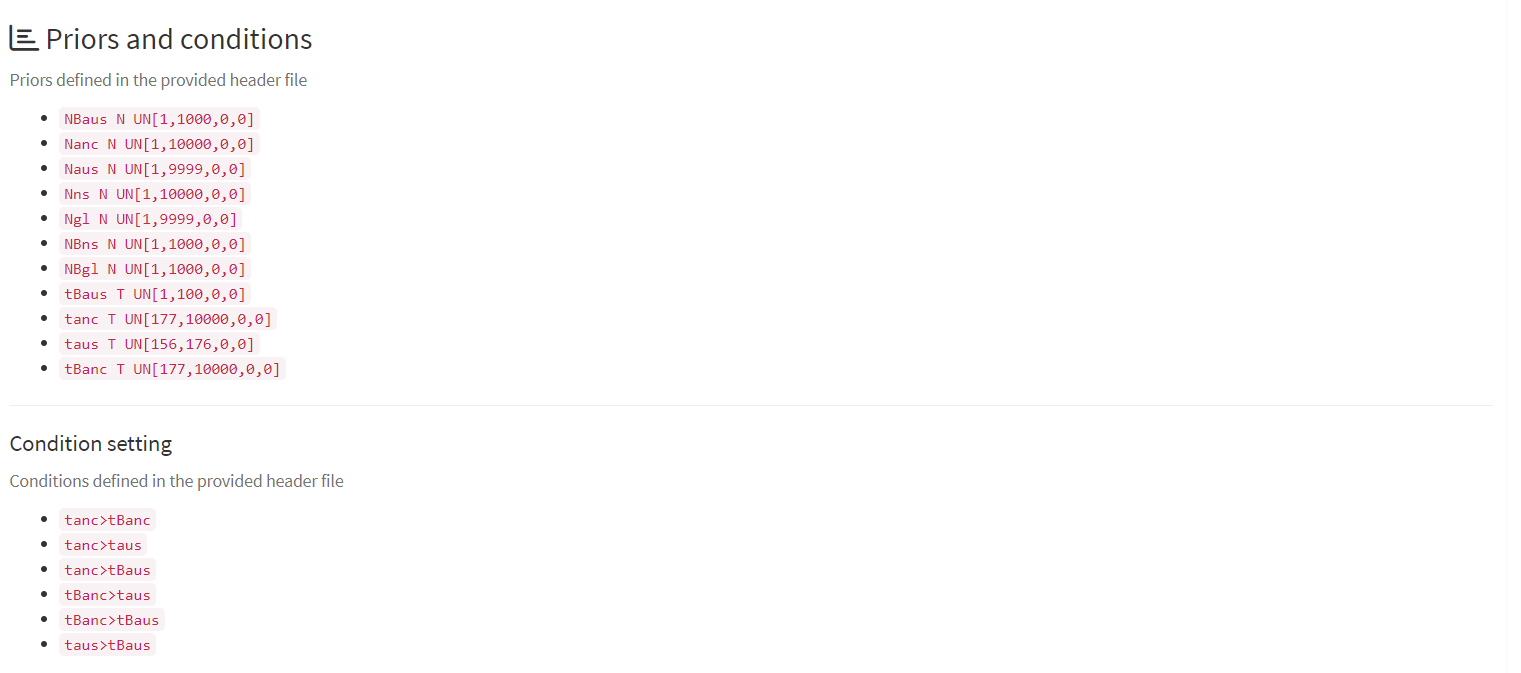 Priors and conditions
Priors defined in the provided header file
NBaus N UN[1,1000,0,0]
Nanc N UN[1,10000,0,0]
Naus N UN[1,9999,0,0]
Nns N UN[1,10000,0,0]
Ngl N UN[1,9999,0,0]
NBns N UN[1,1000,0,0]
NBgl N UN[1,1000,0,0]
tBaus T UN[1,100,0,0]
tanc T UN[177,10000,0,0]
taus T UN[156,176,0,0]
tBanc T UN[177,10000,0,0]
Condition setting
Conditions defined in the provided header file
tanc>tBanc
tanc>taus
tanc>tBaus
tBanc>taus
tBanc>tBaus
taus>tBaus